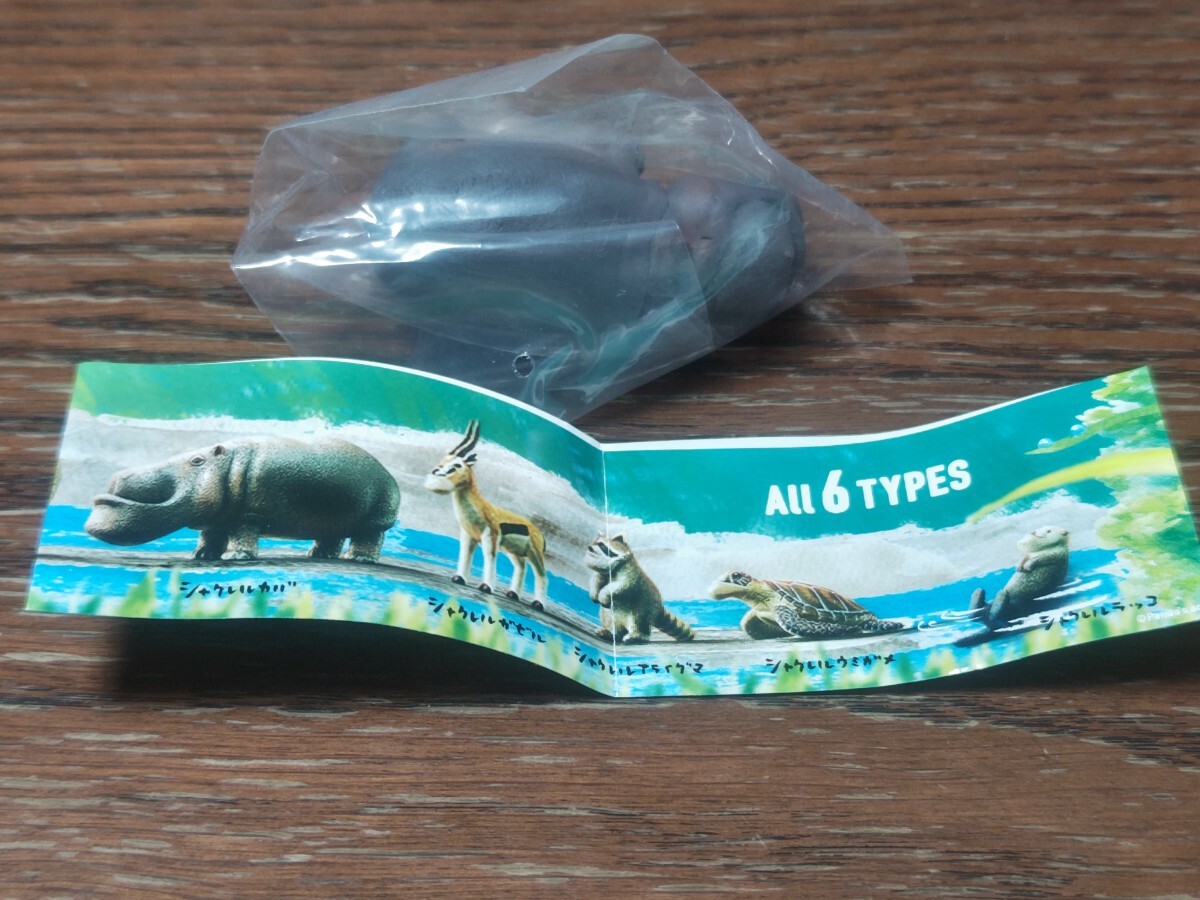 All 6 TYPES
シャクレルカバ
シャクレルガゼル
シャクレルアライグマ
シャクレルウミガメ
シャクレルラッコ